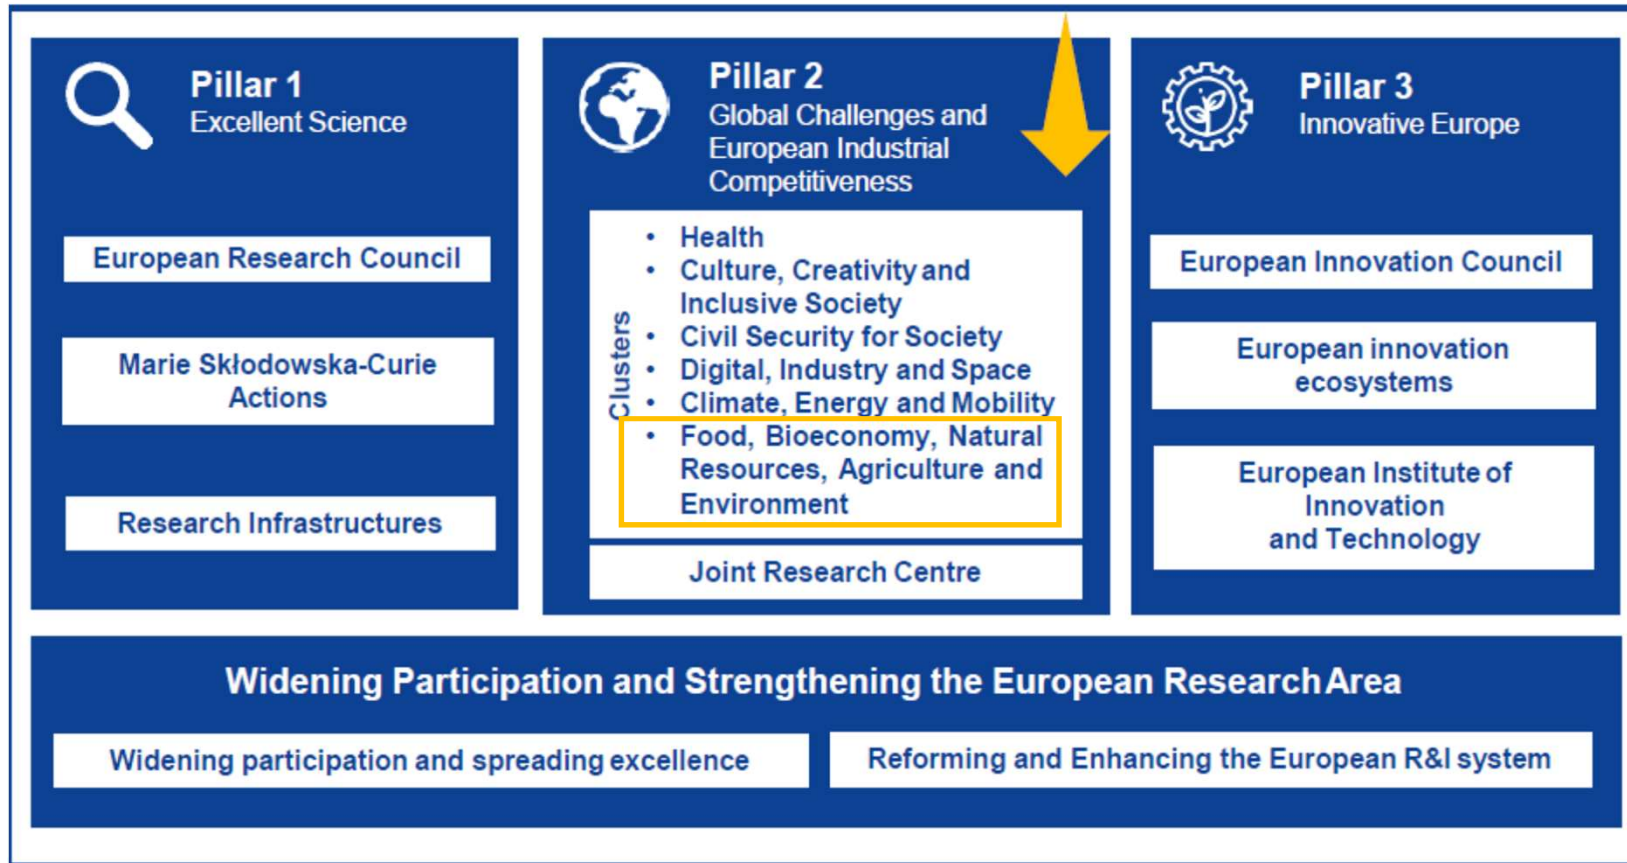 Pillar 1
Excellent Science
European Research Council
Marie Skłodowska-Curie
Actions
Research Infrastructures
Pillar 2
Global Challenges and
European Industrial
Competitiveness
Clusters
• Health
• Culture, Creativity and
Inclusive Society
• Civil Security for Society
• Digital, Industry and Space
• Climate, Energy and Mobility
• Food, Bioeconomy, Natural
Resources, Agriculture and
Environment
Joint Research Centre
Pillar 3
Innovative Europe
European Innovation Council
European innovation
ecosystems
European Institute of
Innovation
and Technology
Widening Participation and Strengthening the European Research Area
Widening participation and spreading excellence
Reforming and Enhancing the European R&I system